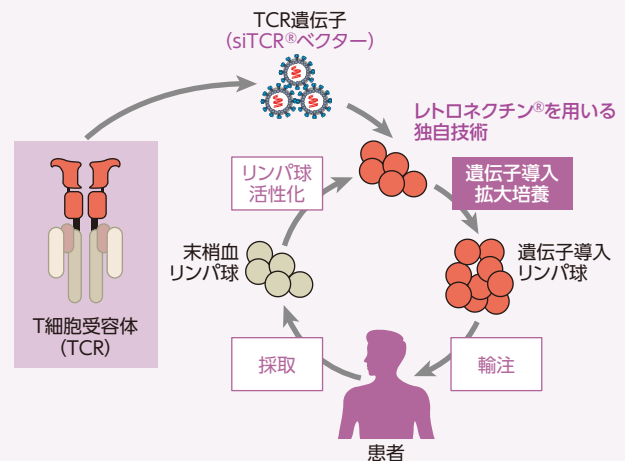 TCR遺伝子
(siTCR®ベクター)
レトロネクチン®を用いる
独自技術
リンパ球
活性化
遺伝子導入
拡大培養
末梢血
リンパ球
遺伝子導入
リンパ球
T細胞受容体
(TCR)
採取
輸注
患者